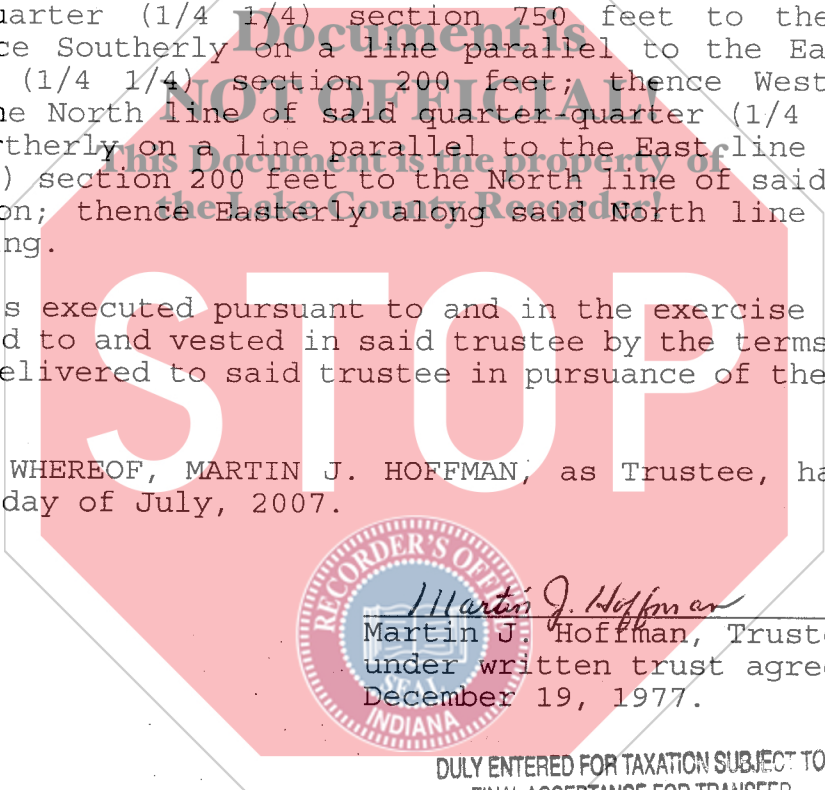 uarter (1/4 1/4) section 750 feet to the
ce Southerly on a line parallel to the Ea
(1/4 1/4) section 200 feet; thence West
e North line of said quarter-quarter (1/4
rtherly on a line parallel to the East line
) section 200 feet to the North line of said
on; thence Easterly along said North line
ng.
Document is
NOT OFFICIAL!
This Document is the property of
the Lake County Recorder!
s executed pursuant to and in the exercise
d to and vested in said trustee by the terms
elivered to said trustee in pursuance of the
STOP
WHEREOF, MARTIN J. HOFFMAN, as Trustee, ha
day of July, 2007.
RECORDER'S OFFICE
SEAL
INDIANA
Martin J. Hoffman
Martin J. Hoffman, Truste
under written trust agree
December 19, 1977.
DULY ENTERED FOR TAXATION SUBJECT TO
FINAL ACCEPTANCE FOR TRANSFER